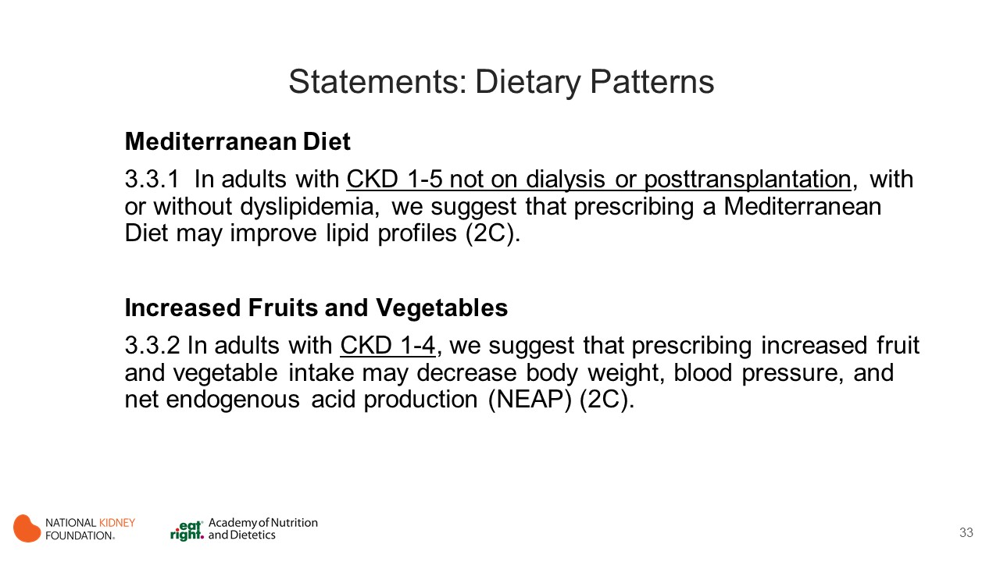 Statements: Dietary Patterns
Mediterranean Diet
3.3.1 In adults with CKD 1-5 not on dialysis or posttransplantation, with
or without dyslipidemia, we suggest that prescribing a Mediterranean
Diet may improve lipid profiles (2C).
Increased Fruits and Vegetables
3.3.2 In adults with CKD 1-4, we suggest that prescribing increased fruit
and vegetable intake may decrease body weight, blood pressure, and
net endogenous acid production (NEAP) (2C).
NATIONAL KIDNEY
FOUNDATION®
eat
right.
Academy of Nutrition
and Dietetics
33